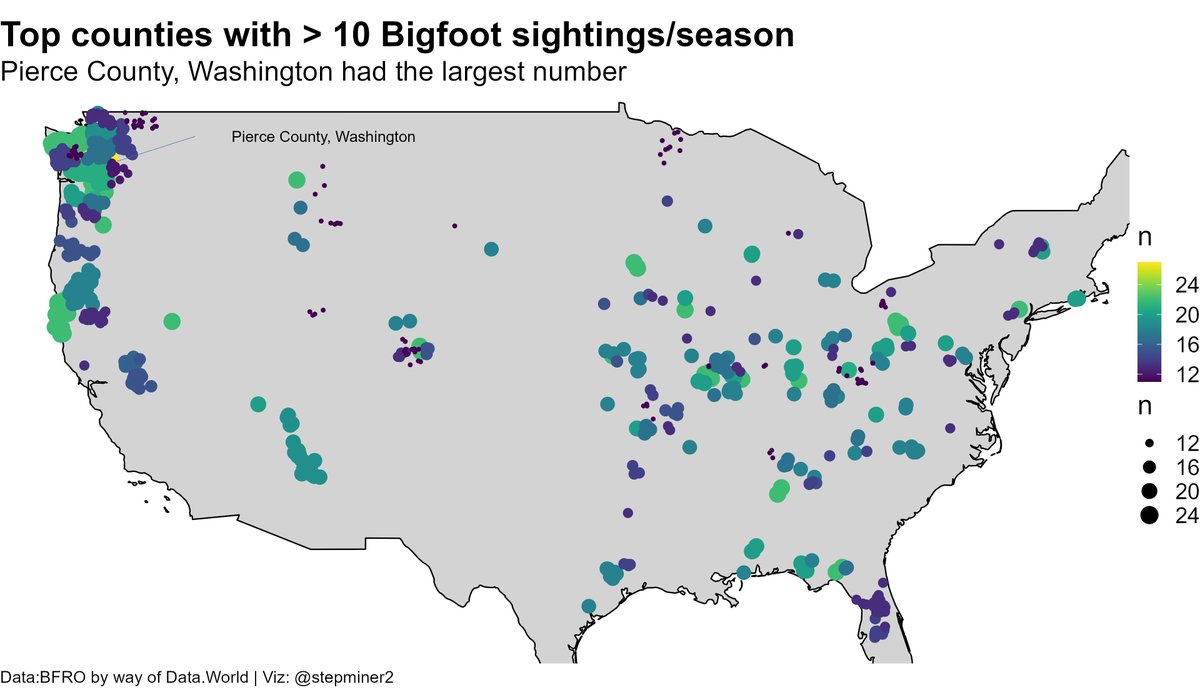 Top counties with > 10 Bigfoot sightings/season
Pierce County, Washington had the largest number
Pierce County, Washington
n
24
20
16
12
n
12
16
20
24
Data:BFRO by way of Data.World | Viz: @stepminer2